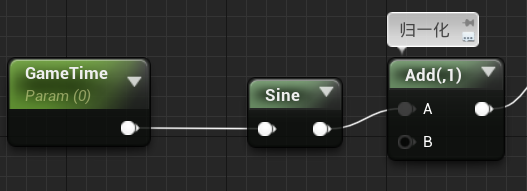 归一化
GameTime
Param (0)
Sine
Add(,1)
A
B